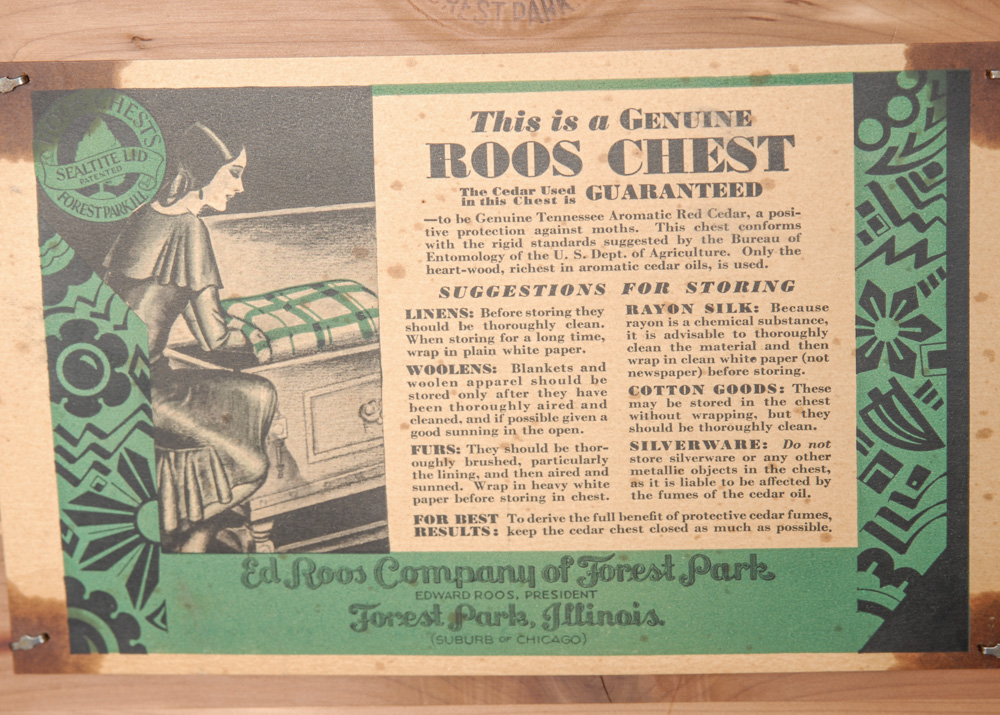 FOREST PARK
CHESTS
SEALTITE LID
PATENTED
FOREST PARK ILL.
This is a GENUINE
ROOS CHEST
The Cedar Used
in this Chest is GUARANTEED
—to be Genuine Tennessee Aromatic Red Cedar, a posi-
tive protection against moths. This chest conforms
with the rigid standards suggested by the Bureau of
Entomology of the U. S. Dept. of Agriculture. Only the
heart-wood, richest in aromatic cedar oils, is used.
SUGGESTIONS FOR STORING
LINENS: Before storing they
should be thoroughly clean.
When storing for a long time,
wrap in plain white paper.
WOOLENS: Blankets and
woolen apparel should be
stored only after they have
been thoroughly aired and
cleaned, and if possible given a
good sunning in the open.
FURS: They should be thor-
oughly brushed, particularly
the lining, and then aired and
sunned. Wrap in heavy white
paper before storing in chest.
RAYON SILK: Because
rayon is a chemical substance,
it is advisable to thoroughly
clean the material and then
wrap in clean white paper (not
newspaper) before storing.
COTTON GOODS: These
may be stored in the chest
without wrapping, but they
should be thoroughly clean.
SILVERWARE: Do not
store silverware or any other
metallic objects in the chest,
as it is liable to be affected by
the fumes of the cedar oil.
FOR BEST RESULTS: To derive the full benefit of protective cedar fumes,
keep the cedar chest closed as much as possible.
Ed Roos Company of Forest Park
EDWARD ROOS, PRESIDENT
Forest Park, Illinois.
(SUBURB OF CHICAGO)